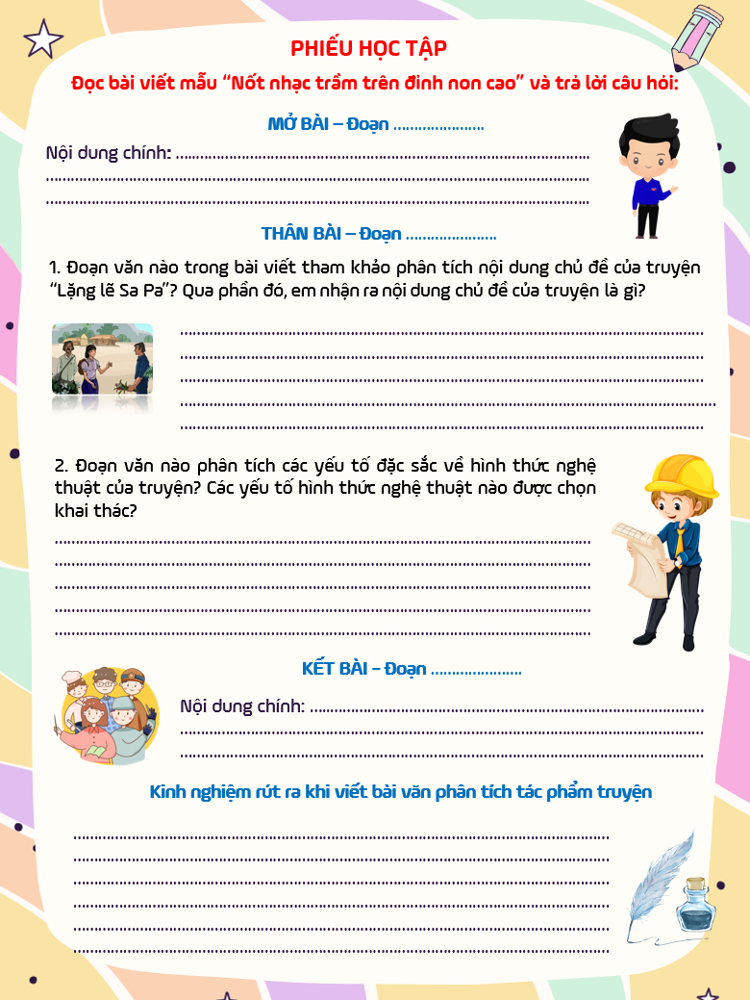 PHIẾU HỌC TẬP
Đọc bài viết mẫu “Nốt nhạc trầm trên đỉnh non cao” và trả lời câu hỏi:
MỞ BÀI – Đoạn ......................
Nội dung chính: ....................................................................................................
....................................................................................................
....................................................................................................
THÂN BÀI – Đoạn ......................
1. Đoạn văn nào trong bài viết tham khảo phân tích nội dung chủ đề của truyện
“Lặng lẽ Sa Pa”? Qua phần đó, em nhận ra nội dung chủ đề của truyện là gì?
....................................................................................................
....................................................................................................
....................................................................................................
....................................................................................................
....................................................................................................
2. Đoạn văn nào phân tích các yếu tố đặc sắc về hình thức nghệ
thuật của truyện? Các yếu tố hình thức nghệ thuật nào được chọn
khai thác?
....................................................................................................
....................................................................................................
....................................................................................................
....................................................................................................
....................................................................................................
KẾT BÀI – Đoạn ......................
Nội dung chính: ....................................................................................................
....................................................................................................
....................................................................................................
Kinh nghiệm rút ra khi viết bài văn phân tích tác phẩm truyện
....................................................................................................
....................................................................................................
....................................................................................................
....................................................................................................
....................................................................................................
....................................................................................................